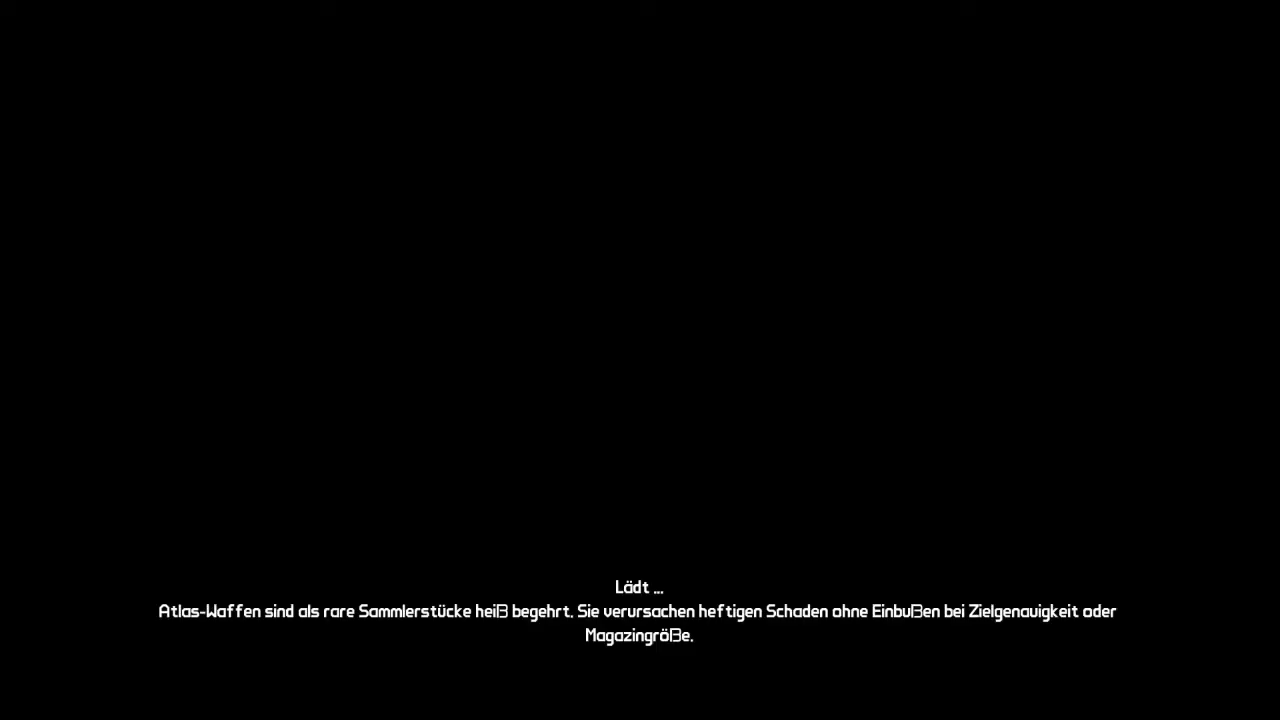 Lädt ...
Atlas-Waffen sind als rare Sammlerstücke heiß begehrt. Sie verursachen heftigen Schaden ohne Einbußen bei Zielgenauigkeit oder
Magazingröße.